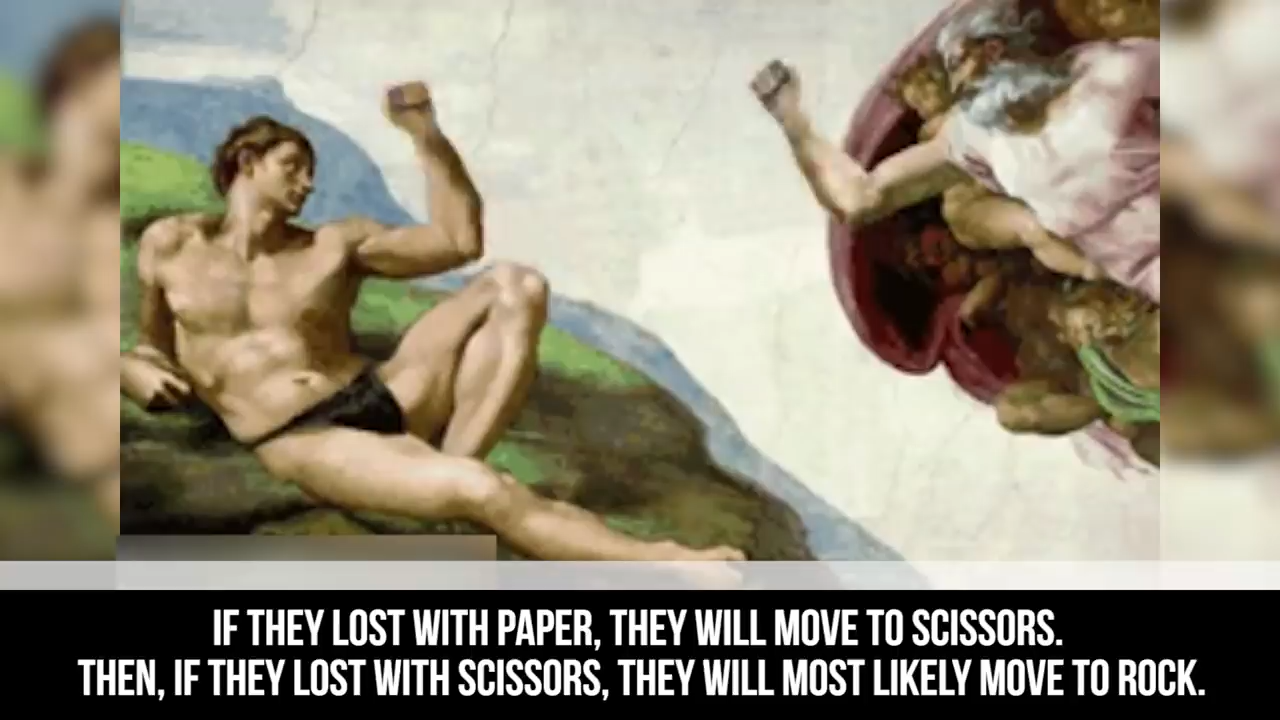 IF THEY LOST WITH PAPER, THEY WILL MOVE TO SCISSORS.
THEN, IF THEY LOST WITH SCISSORS, THEY WILL MOST LIKELY MOVE TO ROCK.